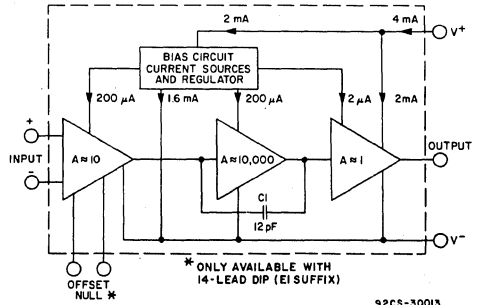 2 mA
4 mA
V+
BIAS CIRCUIT
CURRENT SOURCES
AND REGULATOR
200 μA
1.6 mA
200 μA
2 μA
2mA
+
INPUT
-
A≈10
A≈10,000
A≈1
OUTPUT
C1
12pF
V-
* ONLY AVAILABLE WITH
14-LEAD DIP (E1 SUFFIX)
OFFSET
NULL *
92CS-30013